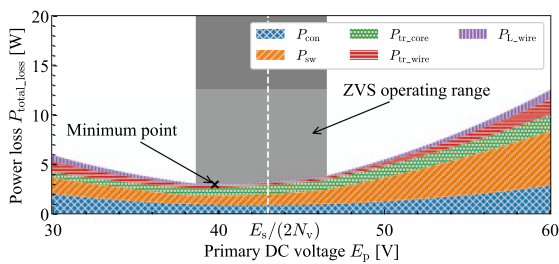 Power loss P_total_loss [W]
20
15
10
5
0
P_con
P_sw
P_tr_core
P_tr_wire
P_L_wire
ZVS operating range
Minimum point
30
40
E_s/(2N_v)
50
60
Primary DC voltage E_p [V]